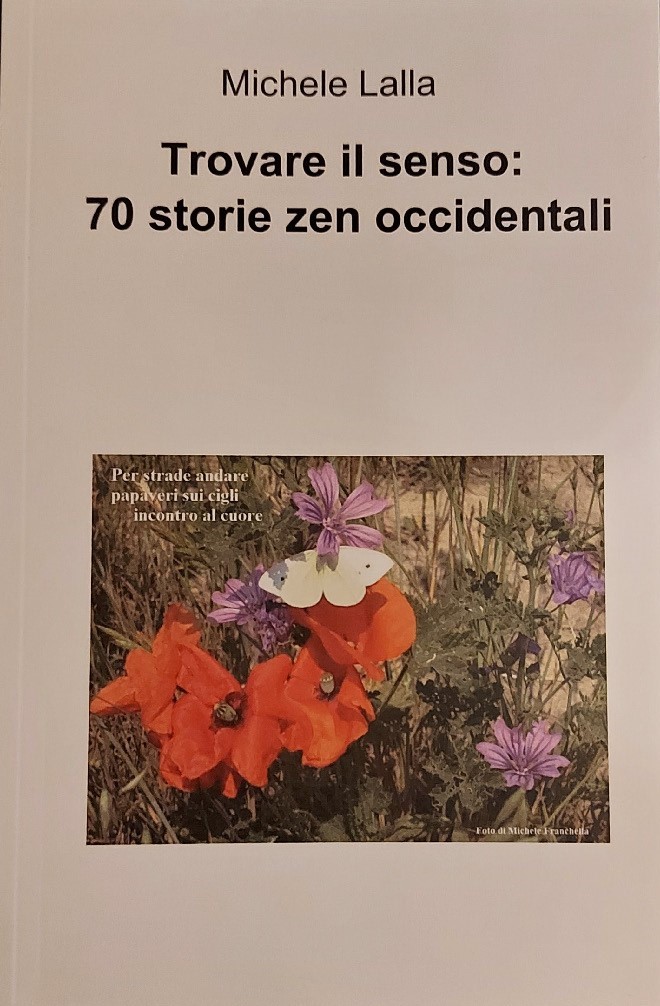 Michele Lalla
Trovare il senso:
70 storie zen occidentali
Per strade andare
papaveri sui cigli
incontro al cuore
Foto di Michele Franchella